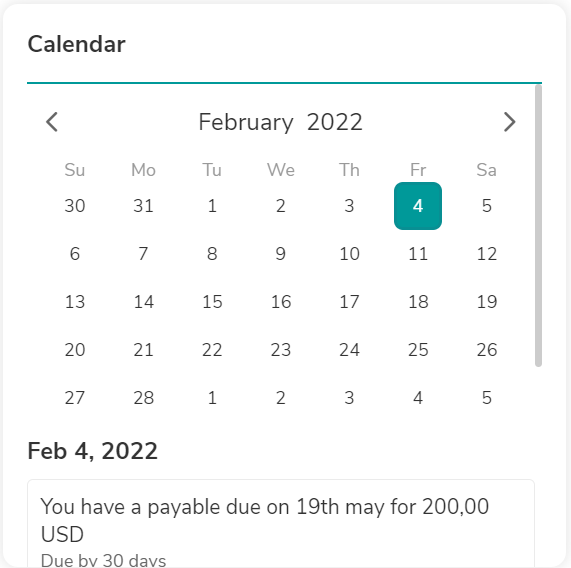 Calendar
February 2022
Su Mo Tu We Th Fr Sa
30 31 1 2 3 4 5
6 7 8 9 10 11 12
13 14 15 16 17 18 19
20 21 22 23 24 25 26
27 28 1 2 3 4 5
Feb 4, 2022
You have a payable due on 19th may for 200,00
USD
Due by 30 days